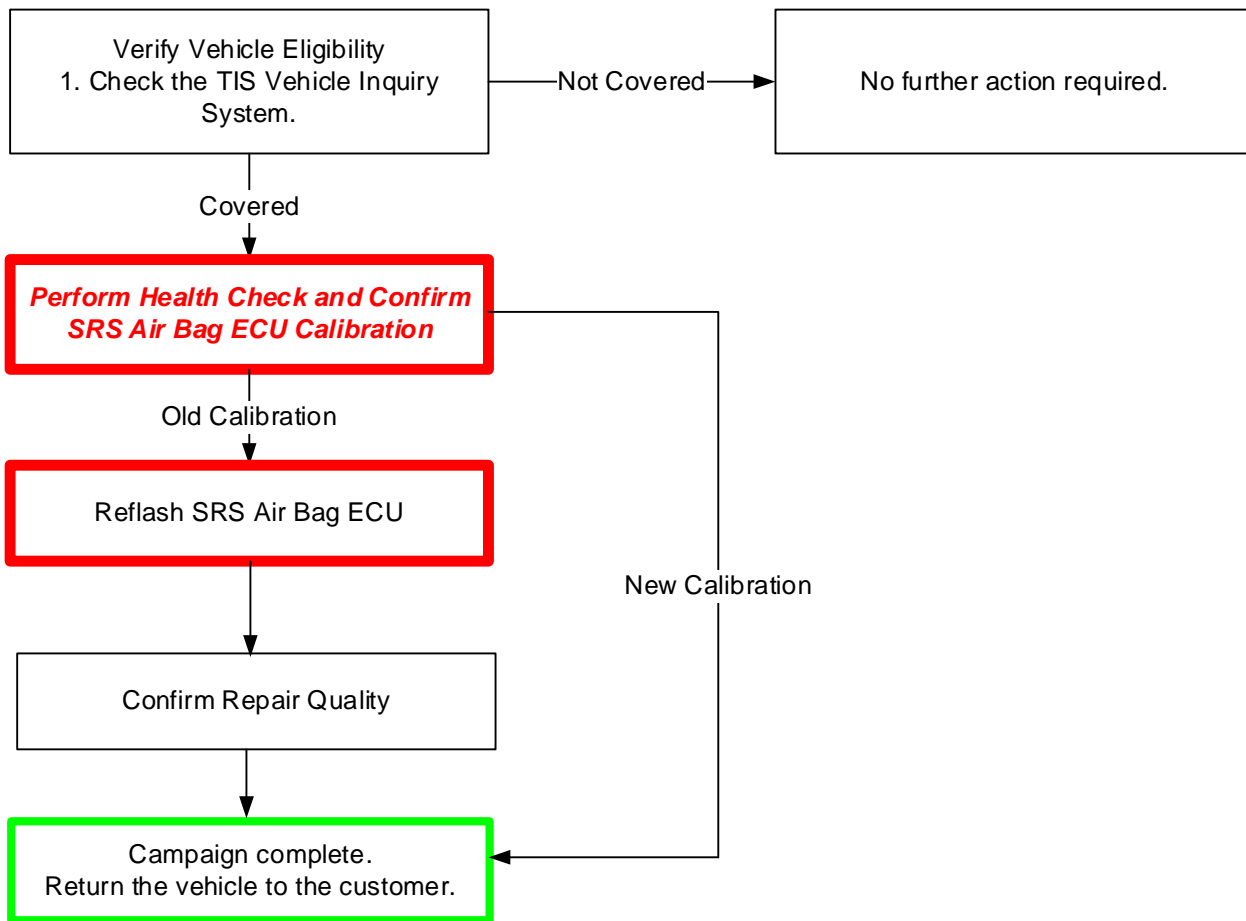 Verify Vehicle Eligibility
1. Check the TIS Vehicle Inquiry
System.
Not Covered
No further action required.
Covered
Perform Health Check and Confirm
SRS Air Bag ECU Calibration
Old Calibration
Reflash SRS Air Bag ECU
New Calibration
Confirm Repair Quality
Campaign complete.
Return the vehicle to the customer.